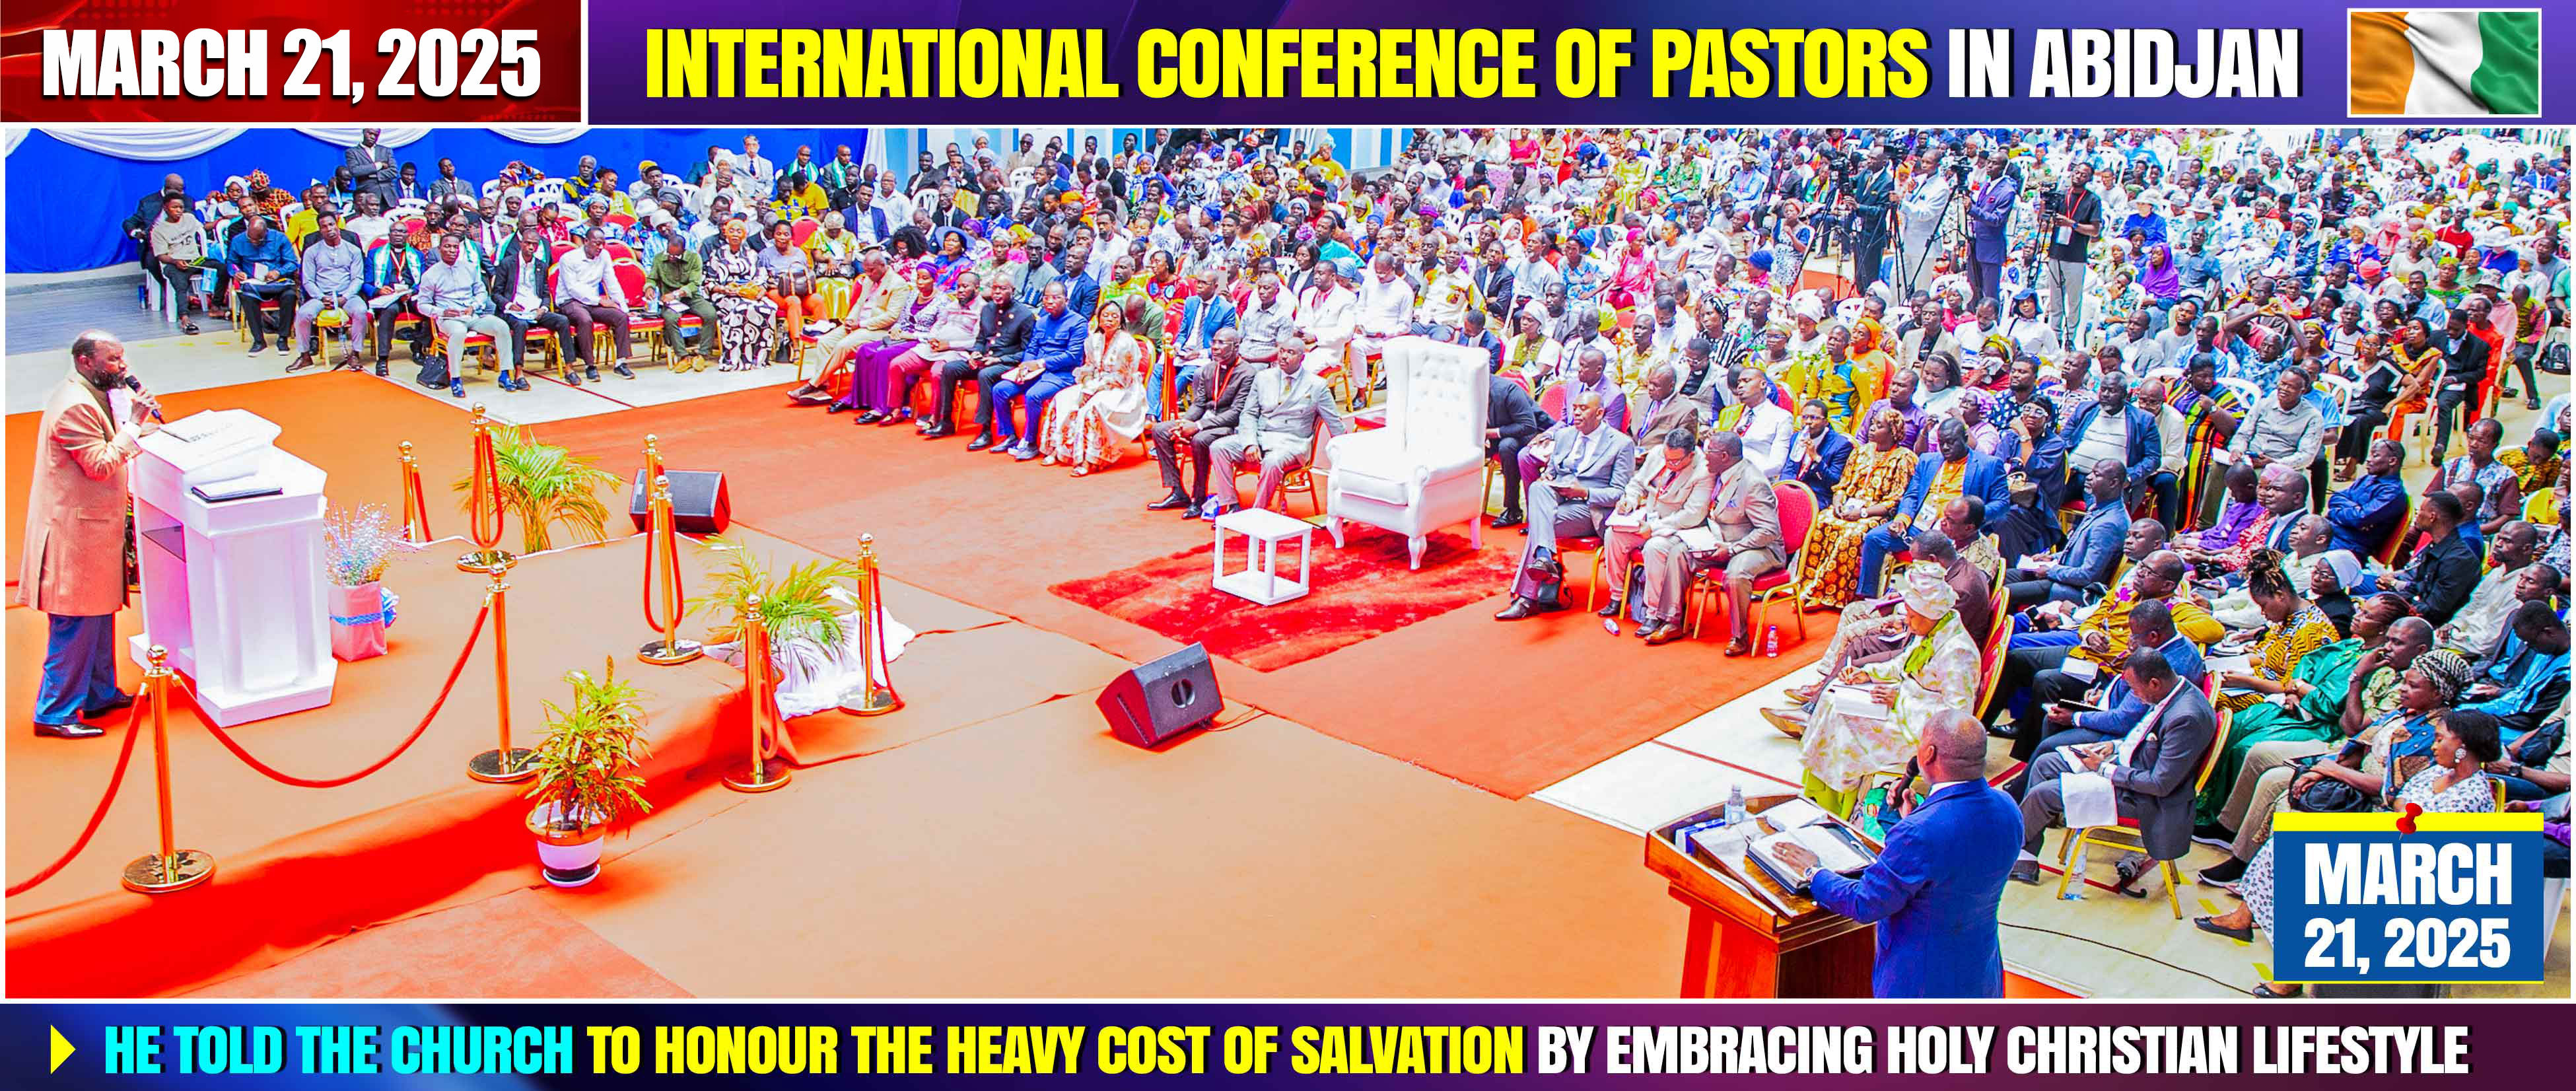 MARCH 21, 2025
INTERNATIONAL CONFERENCE OF PASTORS IN ABIDJAN
MARCH
21, 2025
HE TOLD THE CHURCH TO HONOUR THE HEAVY COST OF SALVATION BY EMBRACING HOLY CHRISTIAN LIFESTYLE